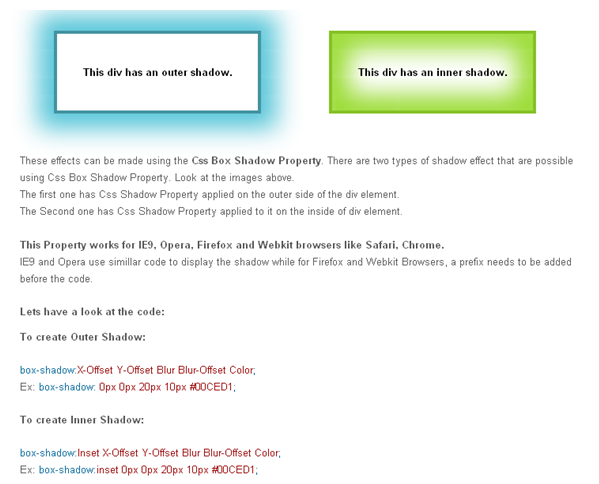 This div has an outer shadow.
This div has an inner shadow.
These effects can be made using the Css Box Shadow Property. There are two types of shadow effect that are possible
using Css Box Shadow Property. Look at the images above.
The first one has Css Shadow Property applied on the outer side of the div element.
The Second one has Css Shadow Property applied to it on the inside of div element.
This Property works for IE9, Opera, Firefox and Webkit browsers like Safari, Chrome.
IE9 and Opera use simillar code to display the shadow while for Firefox and Webkit Browsers, a prefix needs to be added
before the code.
Lets have a look at the code:
To create Outer Shadow:
box-shadow:X-Offset Y-Offset Blur Blur-Offset Color;
Ex: box-shadow: 0px 0px 20px 10px #00CED1;
To create Inner Shadow:
box-shadow:Inset X-Offset Y-Offset Blur Blur-Offset Color;
Ex: box-shadow:inset 0px 0px 20px 10px #00CED1;